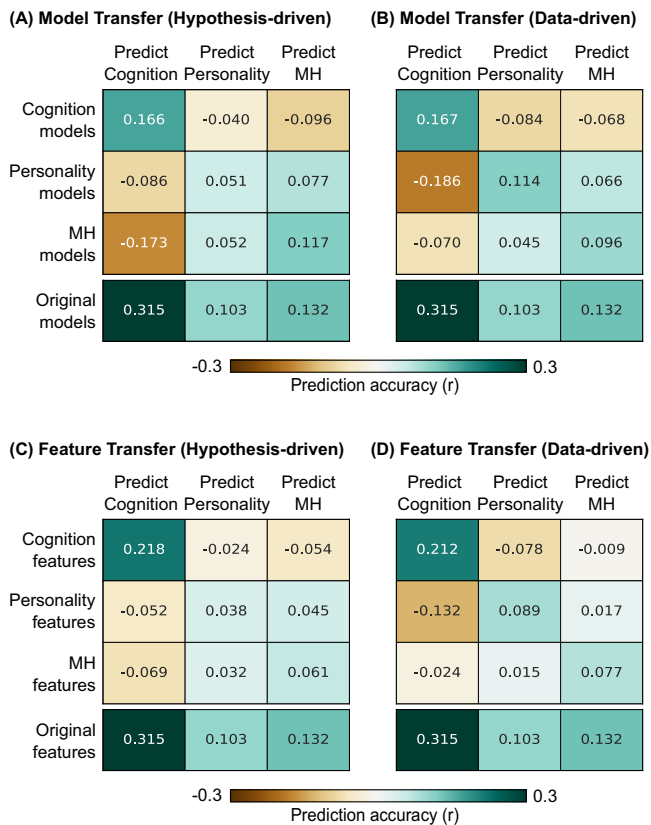 (A) Model Transfer (Hypothesis-driven)
Predict Cognition Predict Personality Predict MH
Cognition models 0.166 -0.040 -0.096
Personality models -0.086 0.051 0.077
MH models -0.173 0.052 0.117
Original models 0.315 0.103 0.132
(B) Model Transfer (Data-driven)
Predict Cognition Predict Personality Predict MH
0.167 -0.084 -0.068
-0.186 0.114 0.066
-0.070 0.045 0.096
0.315 0.103 0.132
-0.3 0.3
Prediction accuracy (r)
(C) Feature Transfer (Hypothesis-driven)
Predict Cognition Predict Personality Predict MH
Cognition features 0.218 -0.024 -0.054
Personality features -0.052 0.038 0.045
MH features -0.069 0.032 0.061
Original features 0.315 0.103 0.132
(D) Feature Transfer (Data-driven)
Predict Cognition Predict Personality Predict MH
0.212 -0.078 -0.009
-0.132 0.089 0.017
-0.024 0.015 0.077
0.315 0.103 0.132
-0.3 0.3
Prediction accuracy (r)